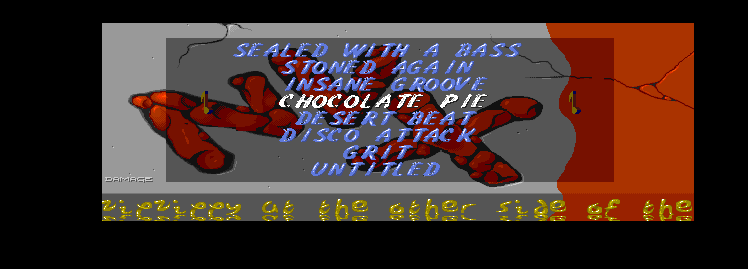 SEALED WITH A BASS
STONED AGAIN
INSANE GROOVE
CHOCOLATE PIE
DESERT BEAT
DISCO ATTACK
GRIT
UNTITLED
DAMAGE
at the other side of the